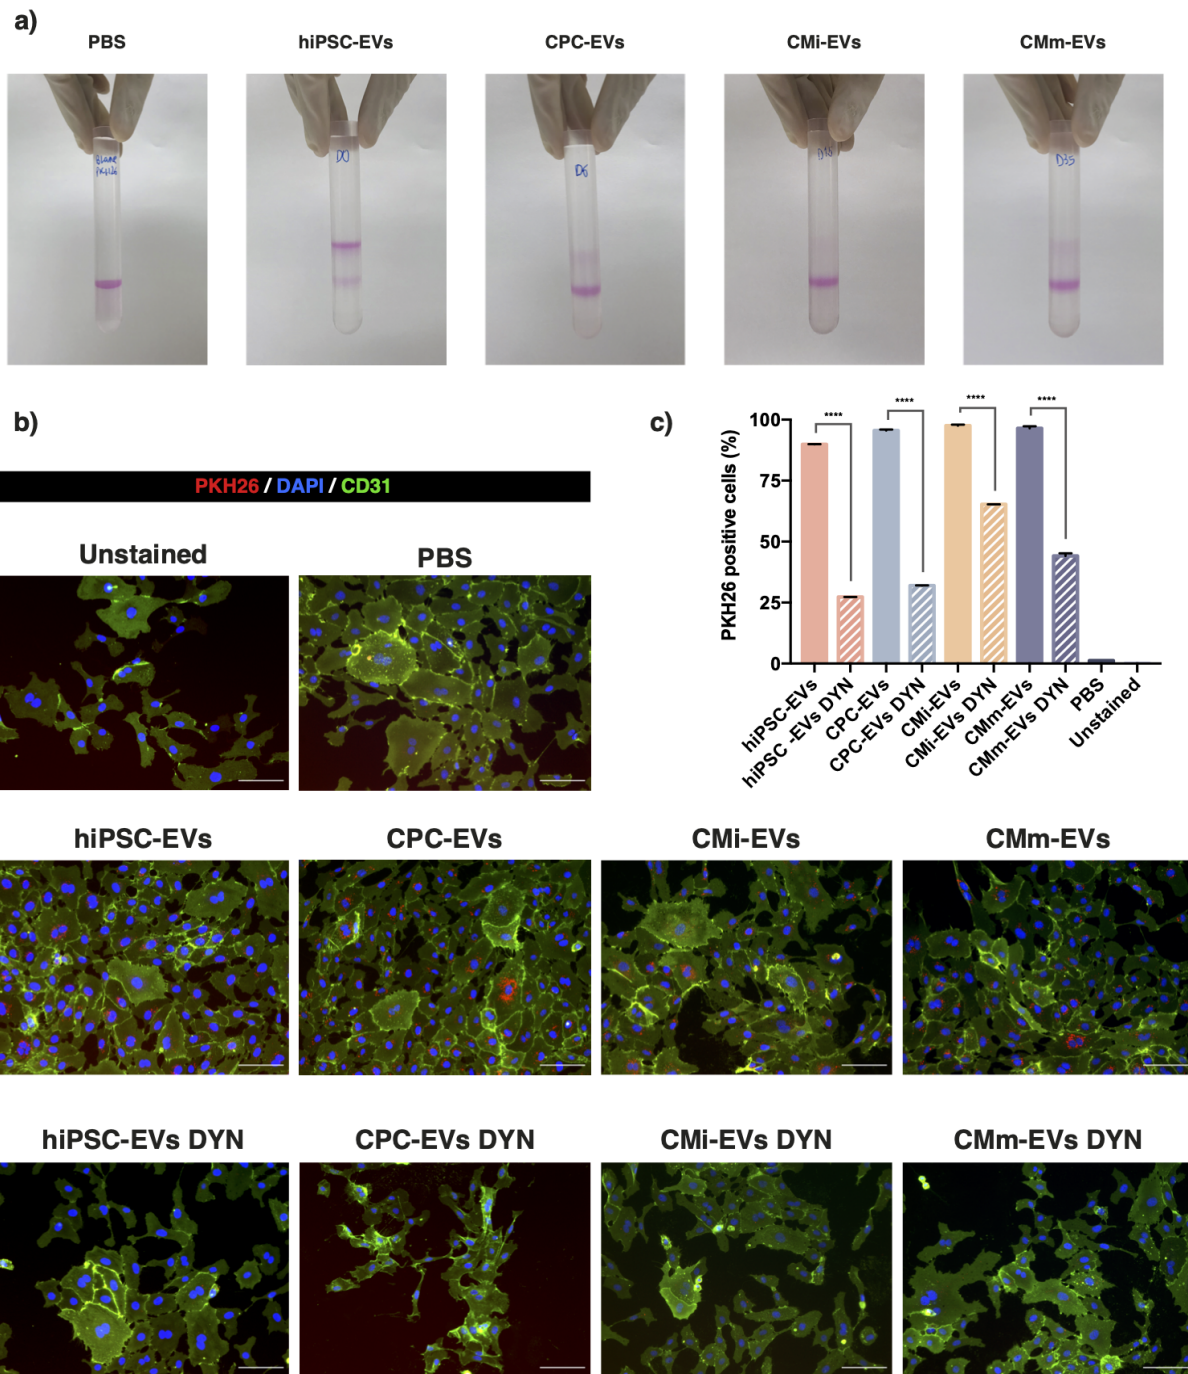 a)
PBS
hiPSC-EVs
CPC-EVs
CMi-EVs
CMm-EVs
PKH26
D0
D6
D15
D35
b)
PKH26 / DAPI / CD31
Unstained
PBS
c)
PKH26 positive cells (%)
100
75
50
25
0
****
****
****
****
hiPSC-EVs
hiPSC -EVs DYN
CPC-EVs
CPC-EVs DYN
CMi-EVs
CMi-EVs DYN
CMm-EVs
CMm-EVs DYN
PBS
Unstained
hiPSC-EVs
CPC-EVs
CMi-EVs
CMm-EVs
hiPSC-EVs DYN
CPC-EVs DYN
CMi-EVs DYN
CMm-EVs DYN